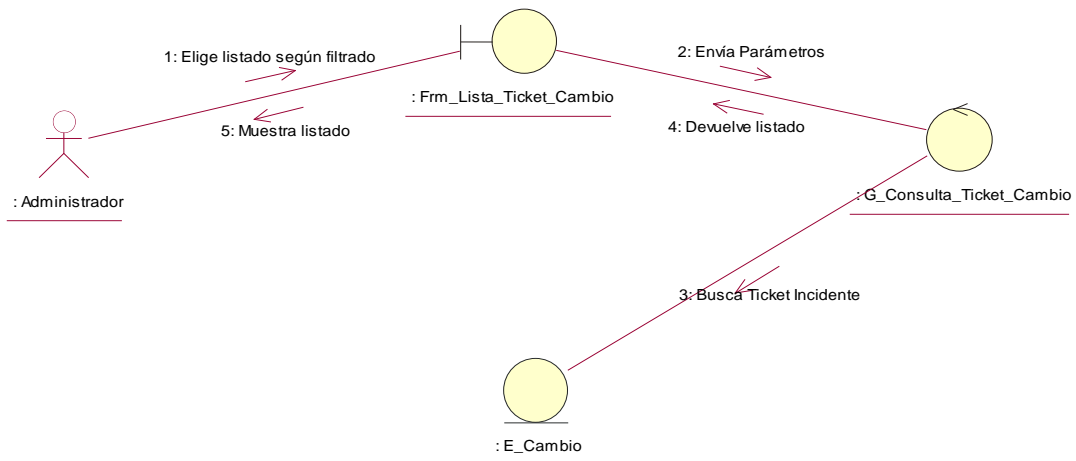 1: Elige listado según filtrado
2: Envía Parámetros
: Frm_Lista_Ticket_Cambio
5: Muestra listado
4: Devuelve listado
: Administrador
: G_Consulta_Ticket_Cambio
3: Busca Ticket Incidente
: E_Cambio